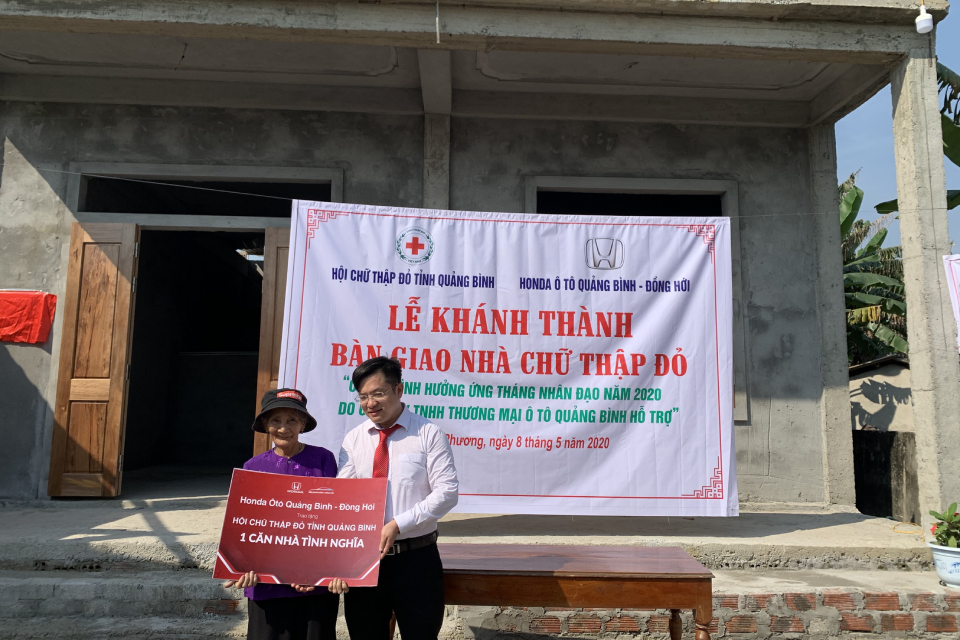 HỘI CHỮ THẬP ĐỎ TỈNH QUẢNG BÌNH
HONDA Ô TÔ QUẢNG BÌNH - ĐỒNG HỚI
LỄ KHÁNH THÀNH
BÀN GIAO NHÀ CHỮ THẬP ĐỎ
HƯỞNG ỨNG THÁNG NHÂN ĐẠO NĂM 2020
DO TNHH THƯƠNG MẠI Ô TÔ QUẢNG BÌNH HỖ TRỢ"
Phương, ngày 8 tháng 5 năm 2020
HONDA
Honda Ôtô Quảng Bình - Đồng Hới
Trao tặng
HỘI CHỮ THẬP ĐỎ TỈNH QUẢNG BÌNH
1 CĂN NHÀ TÌNH NGHĨA